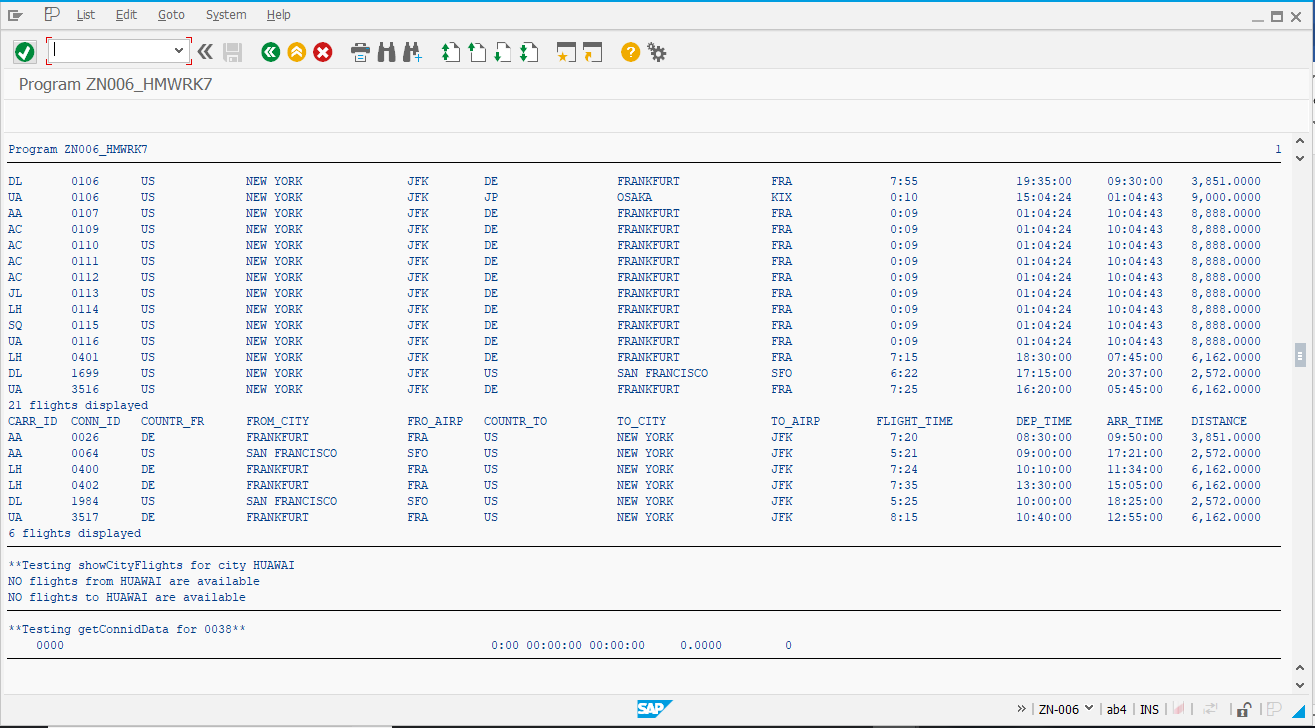 List Edit Goto System Help
Program ZN006_HMWRK7
Program ZN006_HMWRK7 1
DL 0106 US NEW YORK JFK DE FRANKFURT FRA 7:55 19:35:00 09:30:00 3,851.0000
UA 0106 US NEW YORK JFK JP OSAKA KIX 0:10 15:04:24 01:04:43 9,000.0000
AA 0107 US NEW YORK JFK DE FRANKFURT FRA 0:09 01:04:24 10:04:43 8,888.0000
AC 0109 US NEW YORK JFK DE FRANKFURT FRA 0:09 01:04:24 10:04:43 8,888.0000
AC 0110 US NEW YORK JFK DE FRANKFURT FRA 0:09 01:04:24 10:04:43 8,888.0000
AC 0111 US NEW YORK JFK DE FRANKFURT FRA 0:09 01:04:24 10:04:43 8,888.0000
AC 0112 US NEW YORK JFK DE FRANKFURT FRA 0:09 01:04:24 10:04:43 8,888.0000
JL 0113 US NEW YORK JFK DE FRANKFURT FRA 0:09 01:04:24 10:04:43 8,888.0000
LH 0114 US NEW YORK JFK DE FRANKFURT FRA 0:09 01:04:24 10:04:43 8,888.0000
SQ 0115 US NEW YORK JFK DE FRANKFURT FRA 0:09 01:04:24 10:04:43 8,888.0000
UA 0116 US NEW YORK JFK DE FRANKFURT FRA 0:09 01:04:24 10:04:43 8,888.0000
LH 0401 US NEW YORK JFK DE FRANKFURT FRA 7:15 18:30:00 07:45:00 6,162.0000
DL 1699 US NEW YORK JFK US SAN FRANCISCO SFO 6:22 17:15:00 20:37:00 2,572.0000
UA 3516 US NEW YORK JFK DE FRANKFURT FRA 7:25 16:20:00 05:45:00 6,162.0000
21 flights displayed
CARR_ID CONN_ID COUNTR_FR FROM_CITY FRO_AIRP COUNTR_TO TO_CITY TO_AIRP FLIGHT_TIME DEP_TIME ARR_TIME DISTANCE
AA 0026 DE FRANKFURT FRA US NEW YORK JFK 7:20 08:30:00 09:50:00 3,851.0000
AA 0064 US SAN FRANCISCO SFO US NEW YORK JFK 5:21 09:00:00 17:21:00 2,572.0000
LH 0400 DE FRANKFURT FRA US NEW YORK JFK 7:24 10:10:00 11:34:00 6,162.0000
LH 0402 DE FRANKFURT FRA US NEW YORK JFK 7:35 13:30:00 15:05:00 6,162.0000
DL 1984 US SAN FRANCISCO SFO US NEW YORK JFK 5:25 10:00:00 18:25:00 2,572.0000
UA 3517 DE FRANKFURT FRA US NEW YORK JFK 8:15 10:40:00 12:55:00 6,162.0000
6 flights displayed
**Testing showCityFlights for city HUAWAI
NO flights from HUAWAI are available
NO flights to HUAWAI are available
**Testing getConnidData for 0038**
0000 0:00 00:00:00 00:00:00 0.0000 0
SAP » ZN-006 ab4 INS